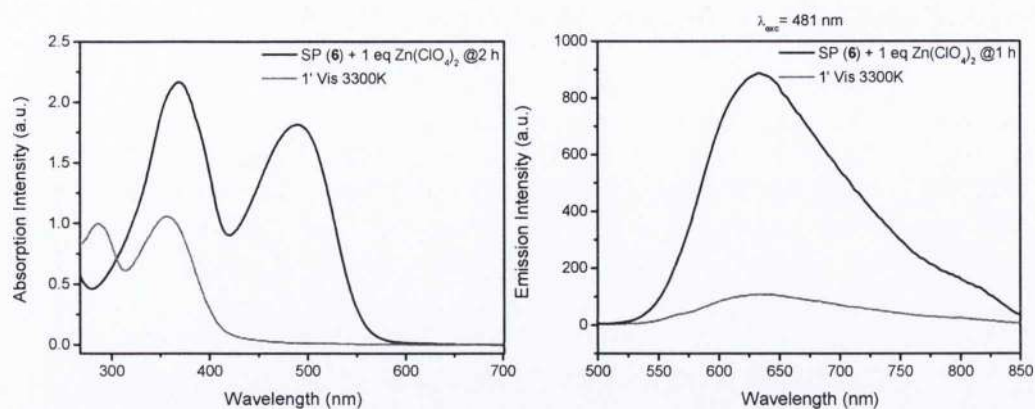 SP (6) + 1 eq Zn(ClO4)2 @2 h
1' Vis 3300K
Absorption Intensity (a.u.)
2.5
2.0
1.5
1.0
0.5
0.0
300
400
500
600
700
Wavelength (nm)
λexc= 481 nm
SP (6) + 1 eq Zn(ClO4)2 @1 h
1' Vis 3300K
Emission Intensity (a.u.)
1000
800
600
400
200
0
500
550
600
650
700
750
800
850
Wavelength (nm)